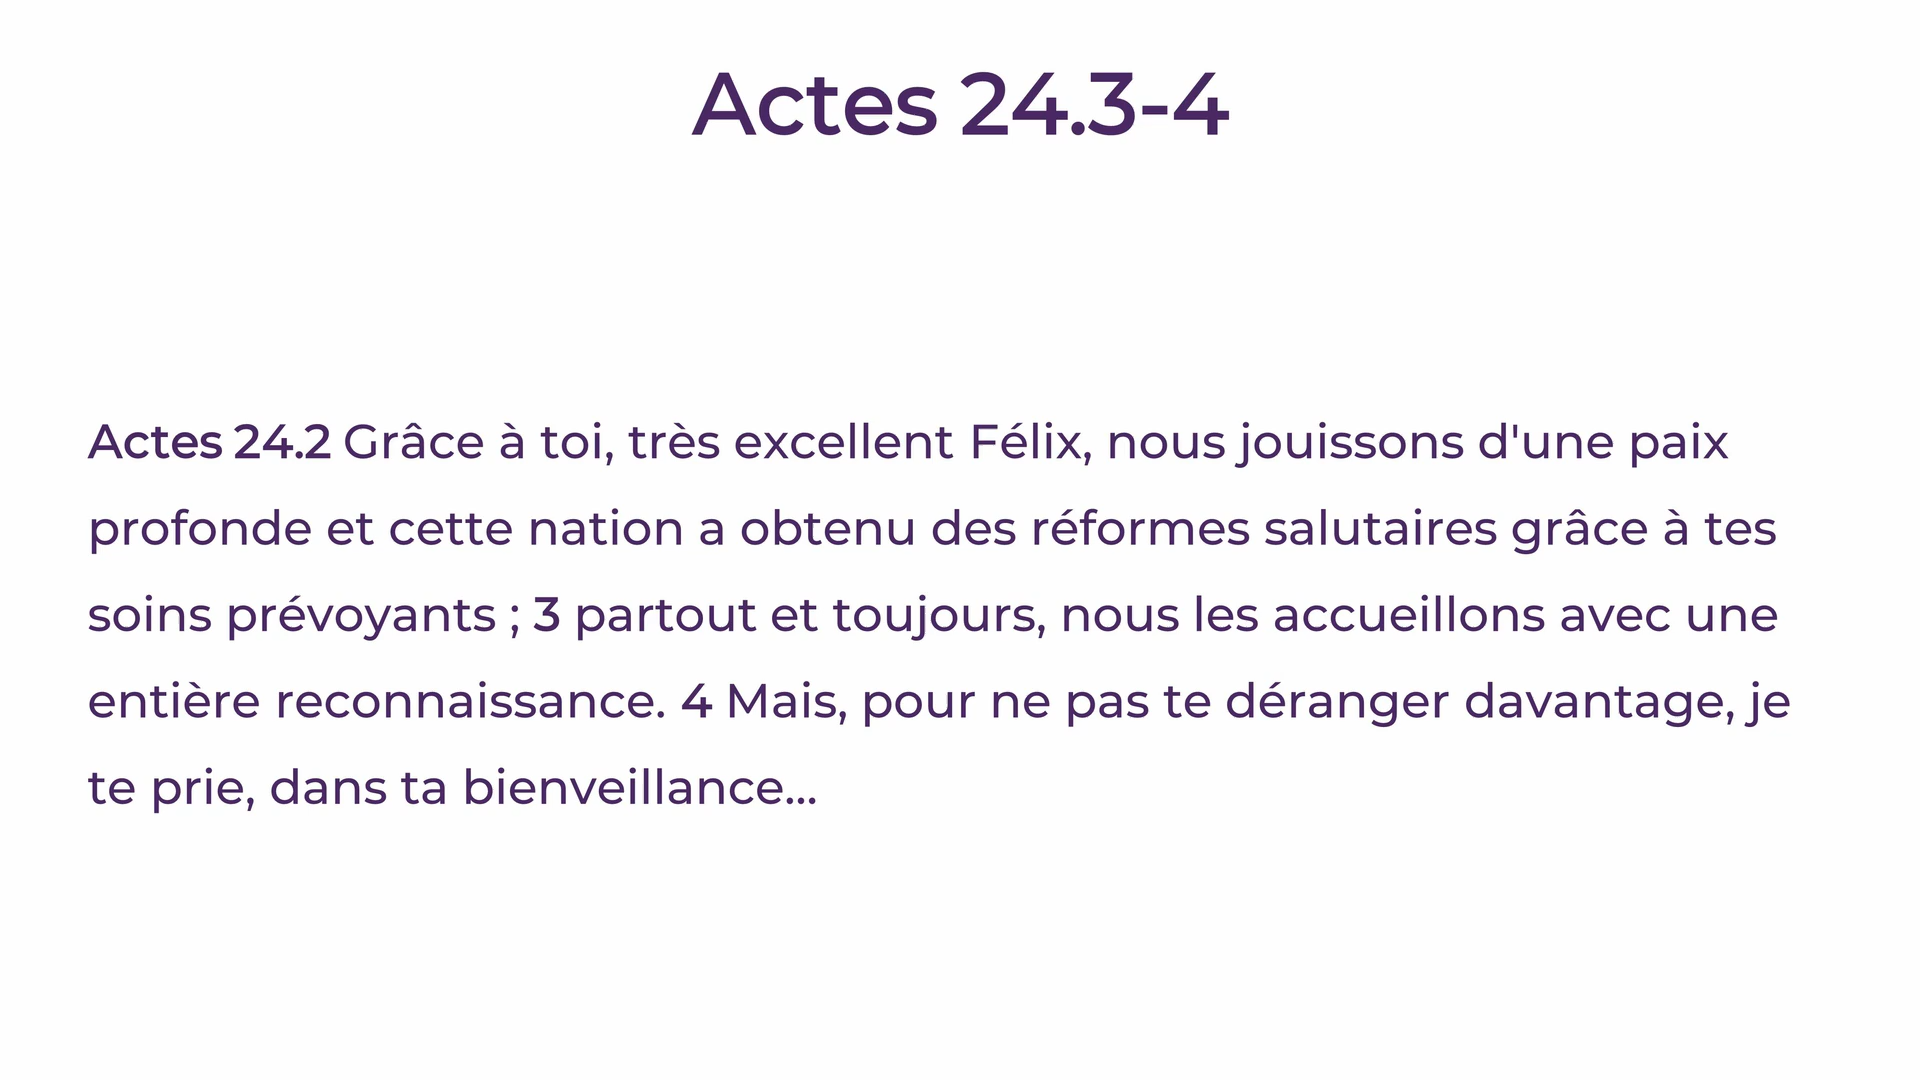 Actes 24.3-4
Actes 24.2 Grâce à toi, très excellent Félix, nous jouissons d'une paix
profonde et cette nation a obtenu des réformes salutaires grâce à tes
soins prévoyants ; 3 partout et toujours, nous les accueillons avec une
entière reconnaissance. 4 Mais, pour ne pas te déranger davantage, je
te prie, dans ta bienveillance...